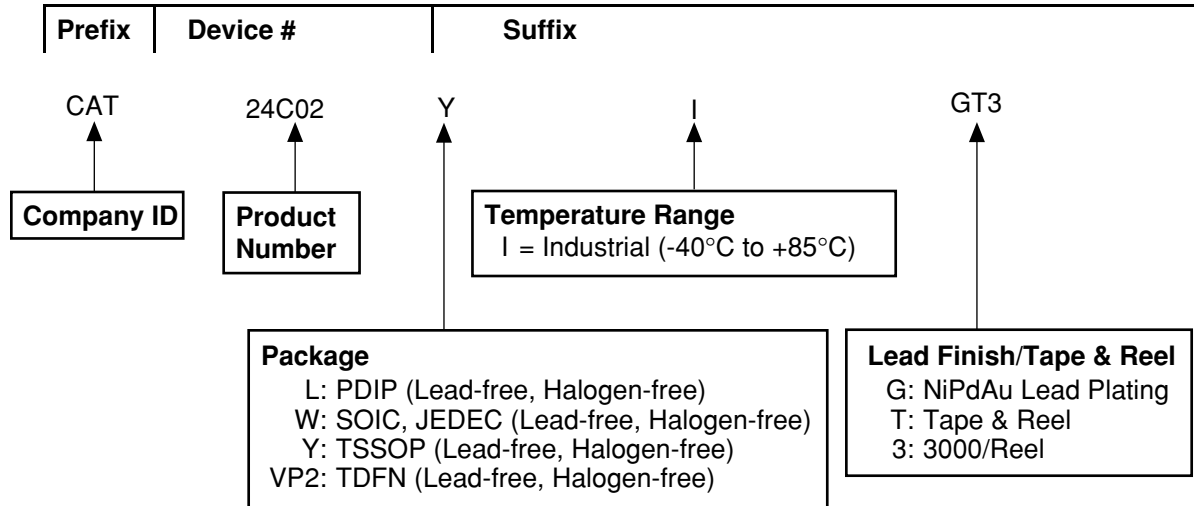 Prefix Device # Suffix
CAT 24C02 Y I GT3
Company ID
Product
Number
Temperature Range
I = Industrial (-40°C to +85°C)
Package
L: PDIP (Lead-free, Halogen-free)
W: SOIC, JEDEC (Lead-free, Halogen-free)
Y: TSSOP (Lead-free, Halogen-free)
VP2: TDFN (Lead-free, Halogen-free)
Lead Finish/Tape & Reel
G: NiPdAu Lead Plating
T: Tape & Reel
3: 3000/Reel